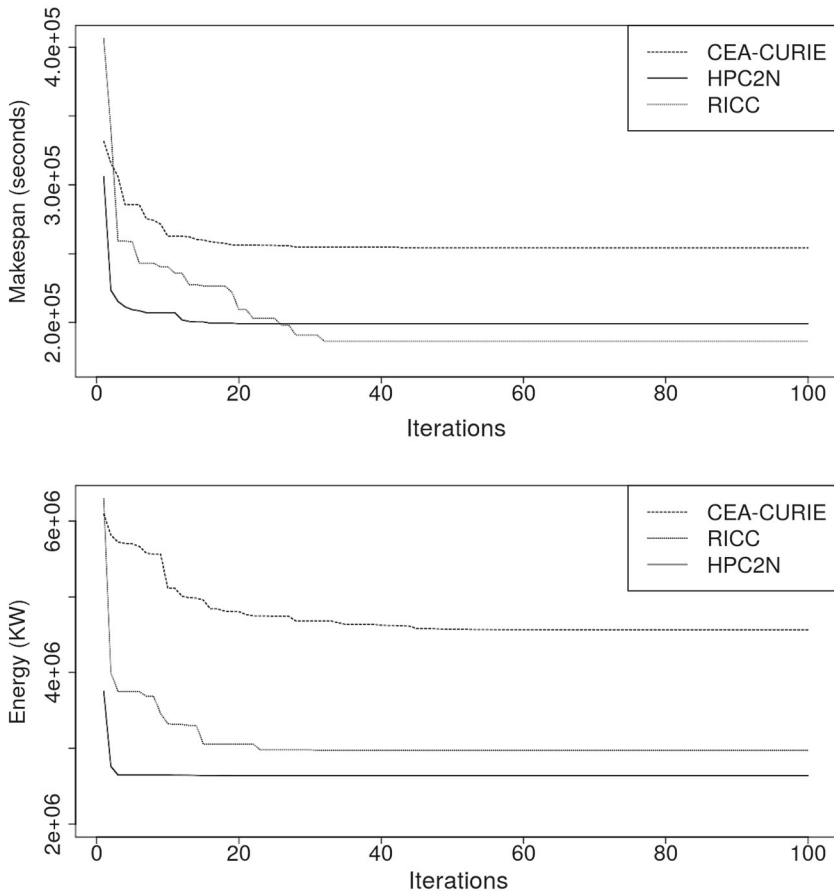 4.0e+05
3.0e+05
2.0e+05
Makespan (seconds)
CEA-CURIE
HPC2N
RICC
0 20 40 60 80 100
Iterations
6e+06
4e+06
2e+06
Energy (KW)
CEA-CURIE
RICC
HPC2N
0 20 40 60 80 100
Iterations